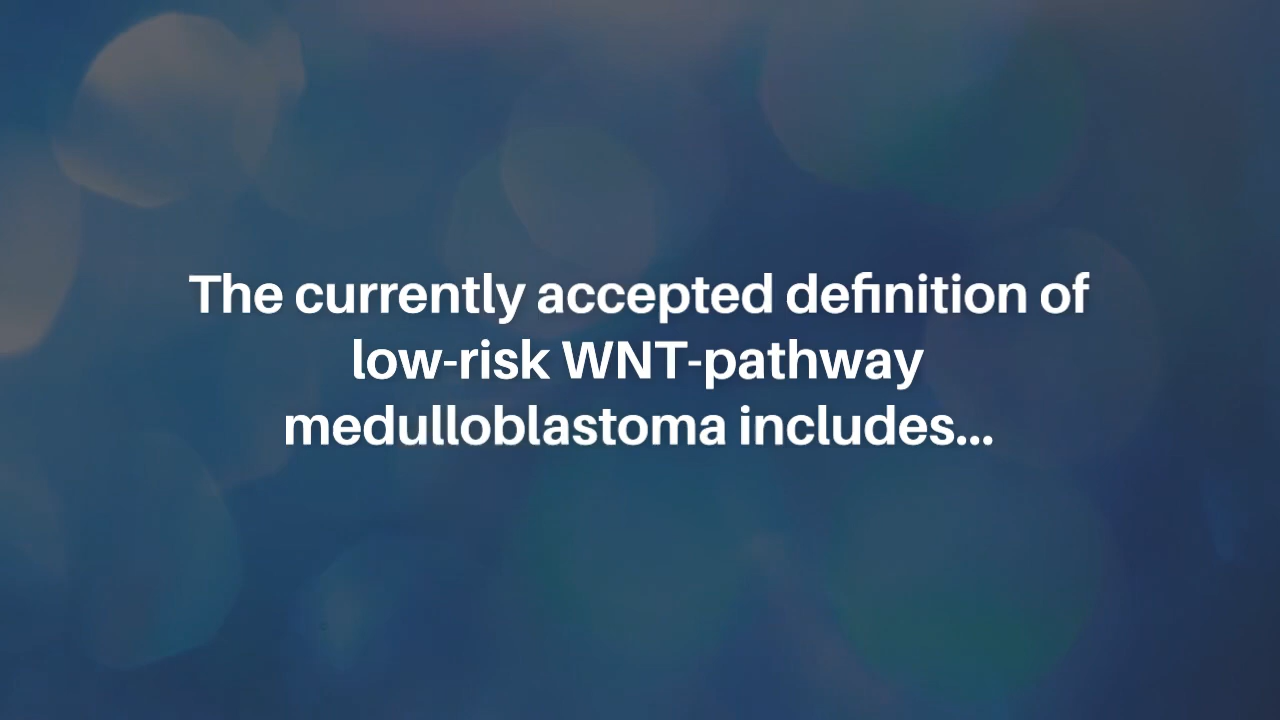 The currently accepted definition of
low-risk WNT-pathway
medulloblastoma includes...